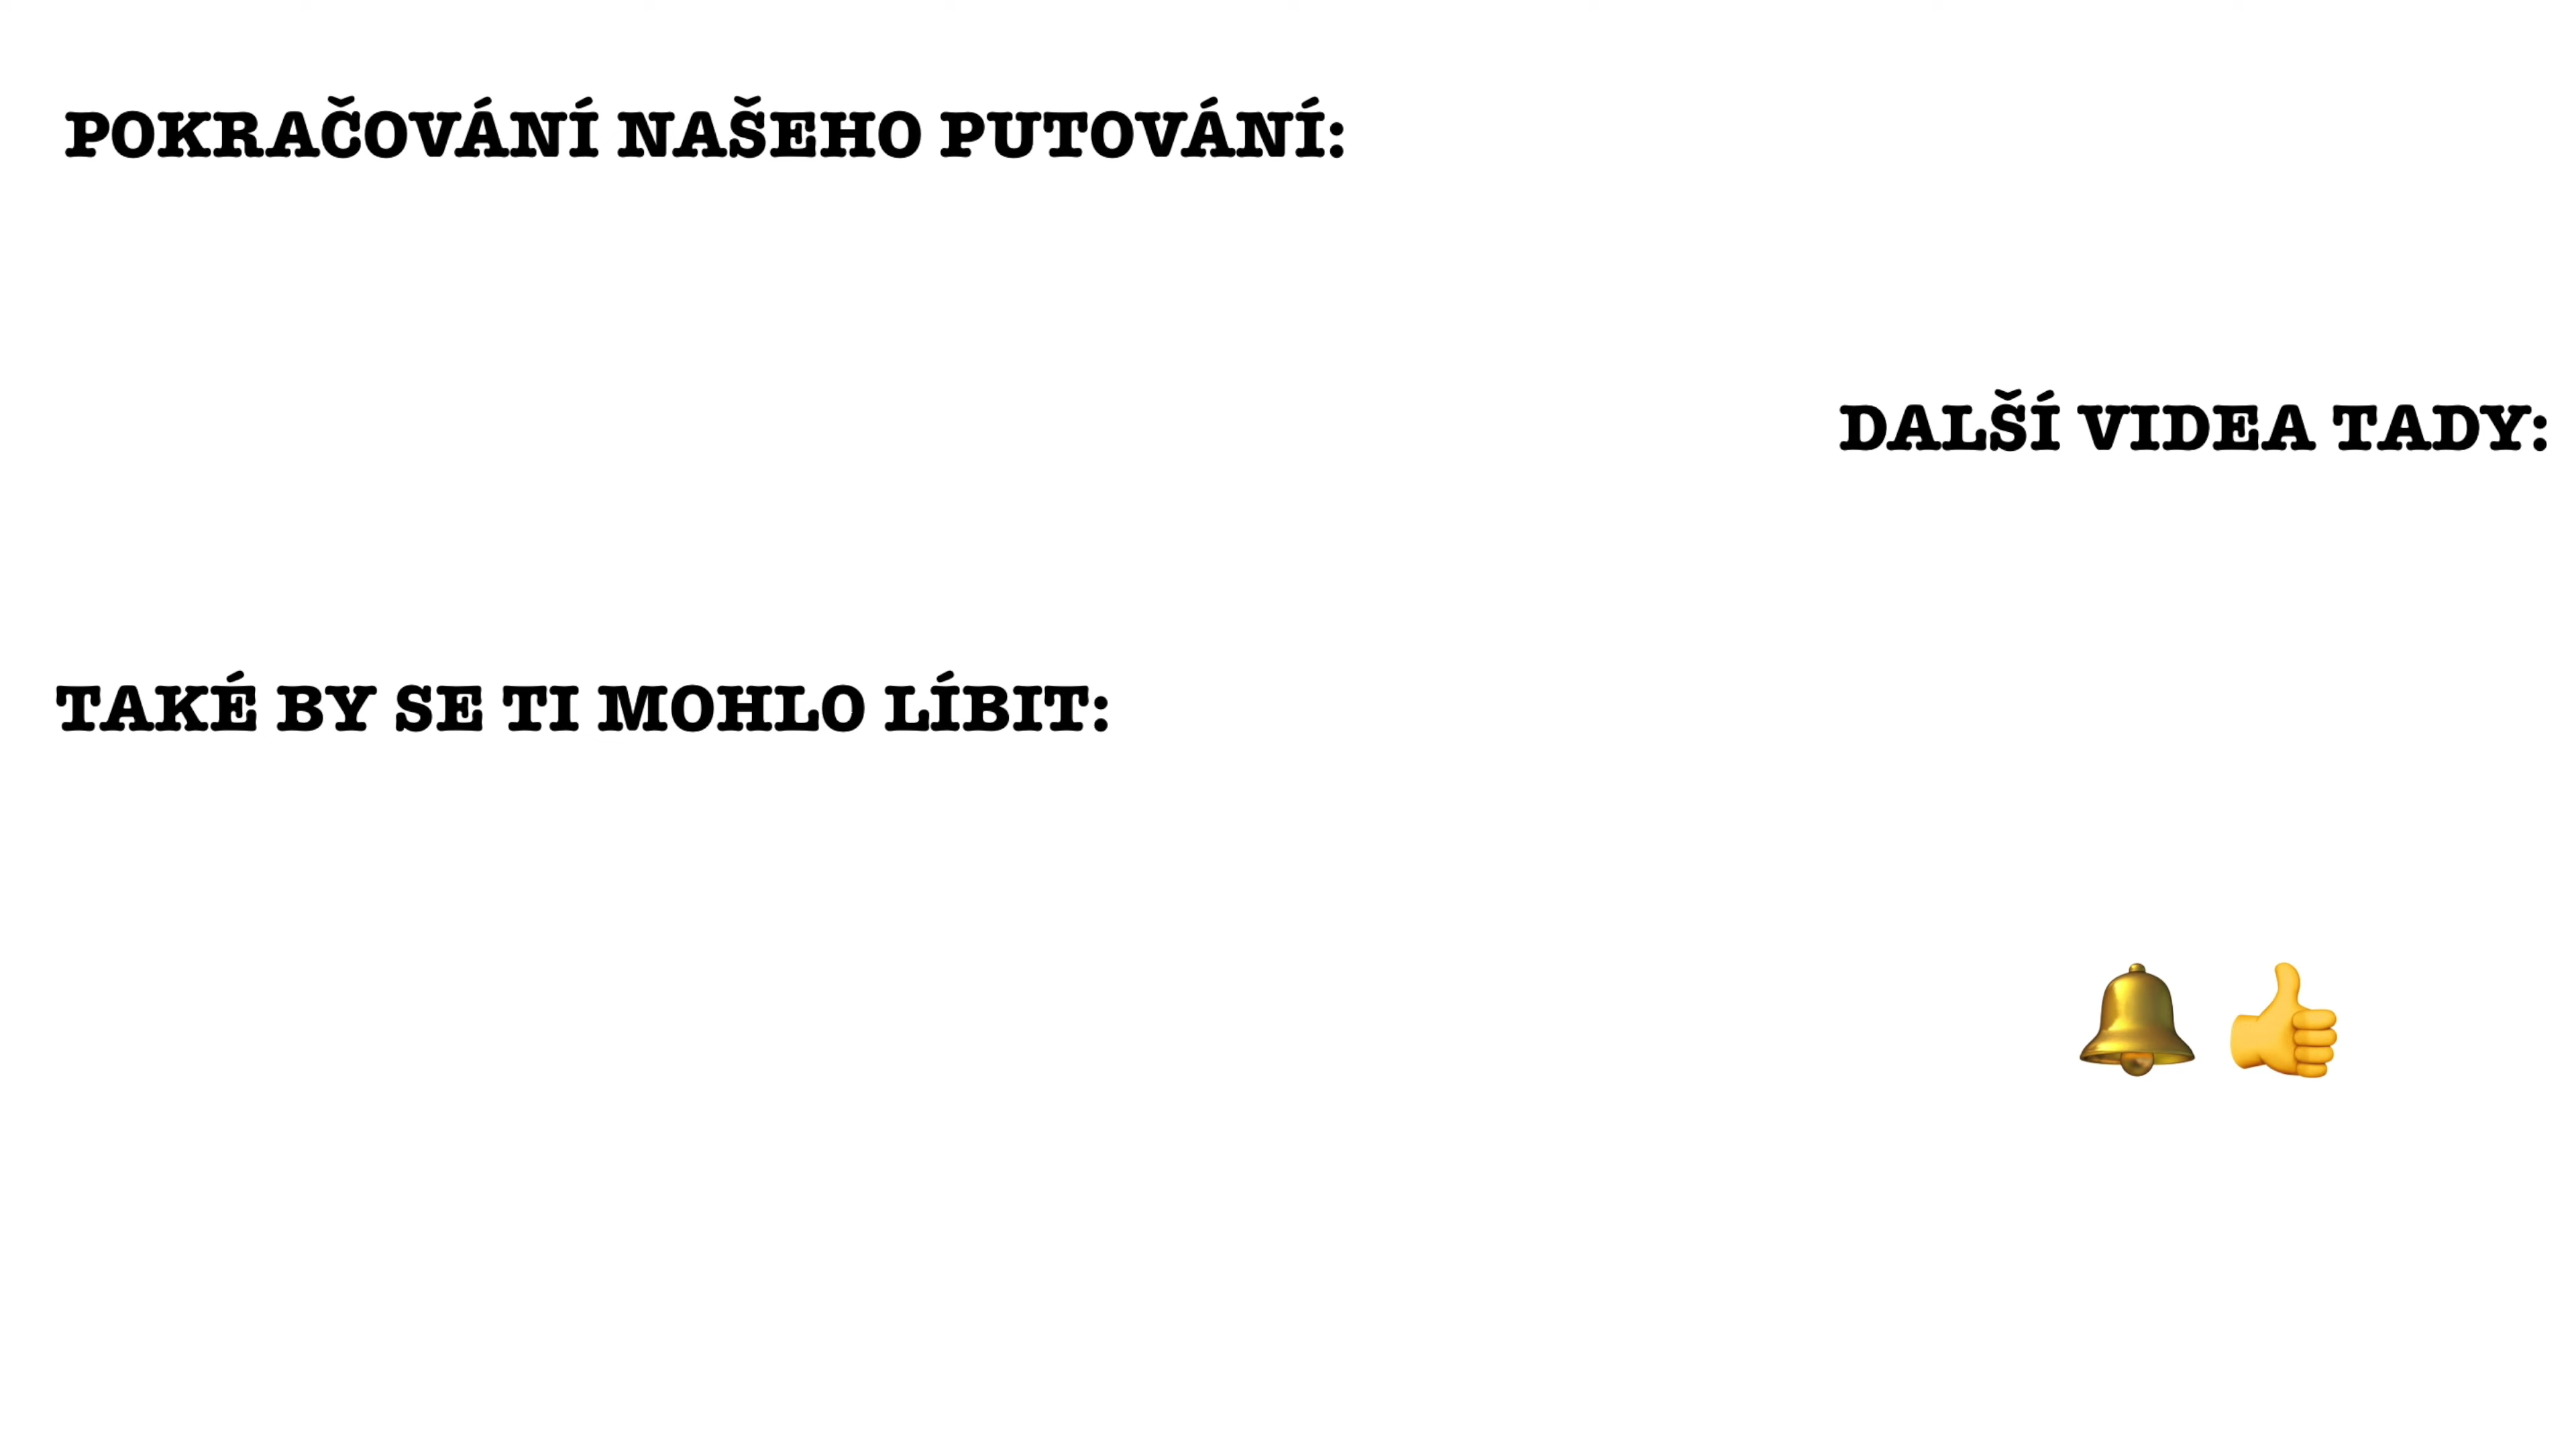 POKRAČOVÁNÍ NAŠEHO PUTOVÁNÍ:
DALŠÍ VIDEA TADY:
TAKÉ BY SE TI MOHLO LÍBIT: